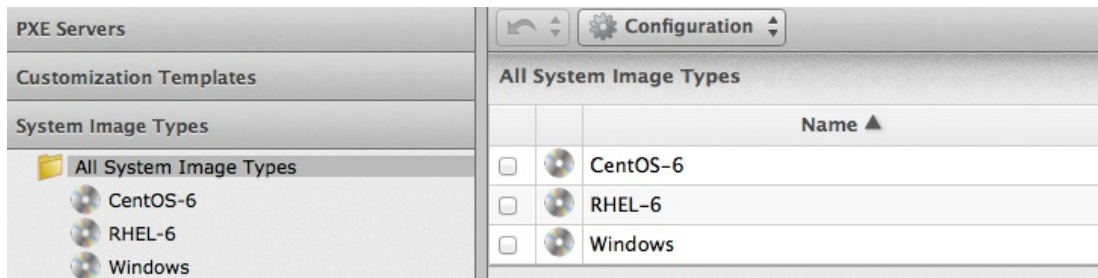 PXE Servers
Customization Templates
System Image Types
All System Image Types
CentOS-6
RHEL-6
Windows
Configuration
All System Image Types
Name
CentOS-6
RHEL-6
Windows